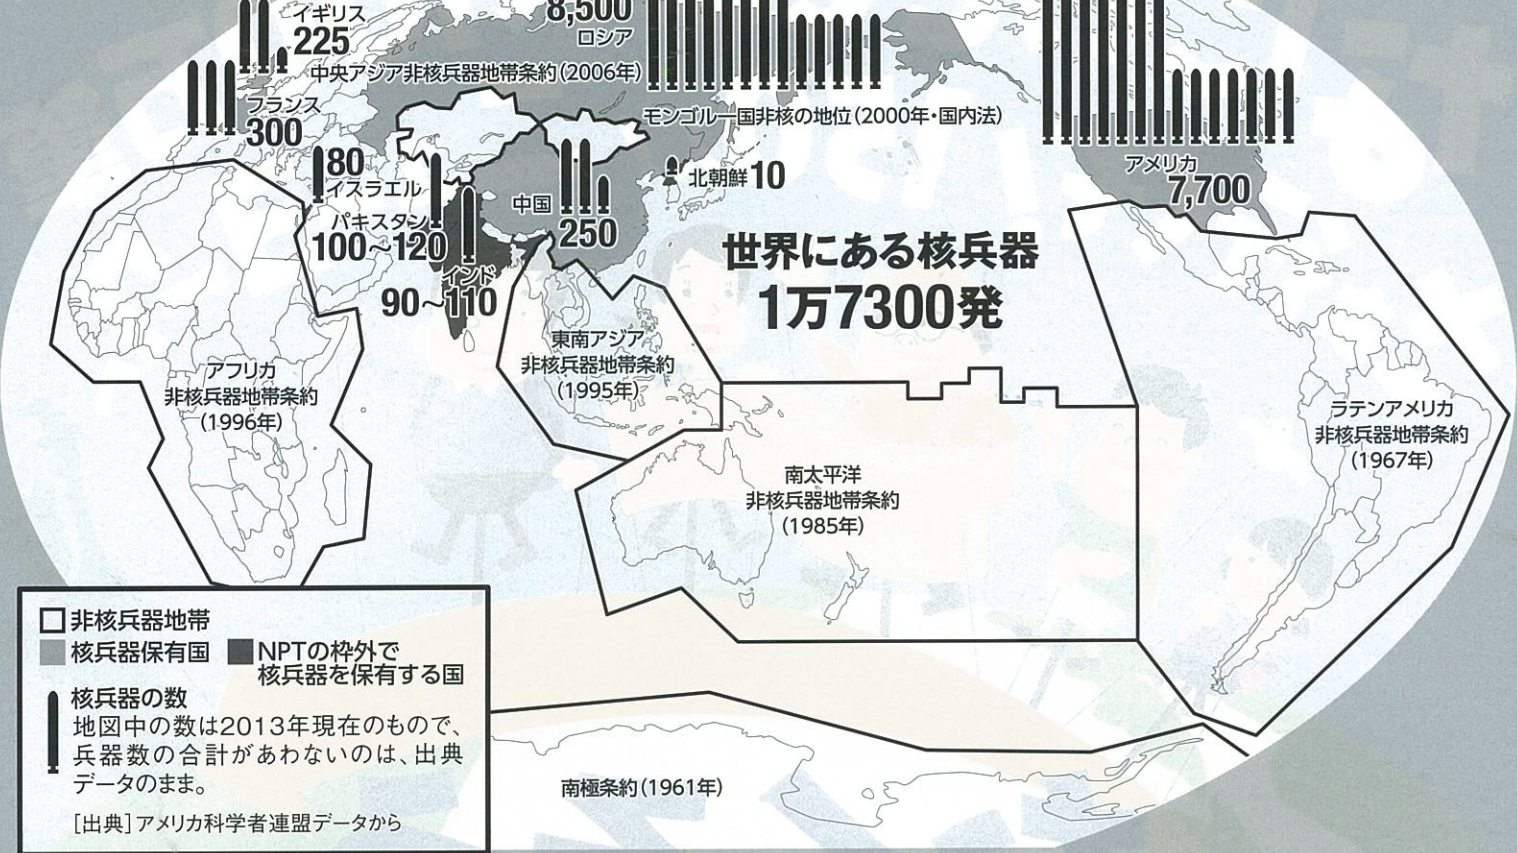 イギリス
225
8,500
ロシア
中央アジア非核兵器地帯条約(2006年)
フランス
300
モンゴル一国非核の地位(2000年・国内法)
80
イスラエル
北朝鮮10
アメリカ
7,700
中国
250
パキスタン
100〜120
インド
90〜110
世界にある核兵器
1万7300発
東南アジア
非核兵器地帯条約
(1995年)
アフリカ
非核兵器地帯条約
(1996年)
ラテンアメリカ
非核兵器地帯条約
(1967年)
南太平洋
非核兵器地帯条約
(1985年)
非核兵器地帯
核兵器保有国
NPTの枠外で
核兵器を保有する国
核兵器の数
地図中の数は2013年現在のもので、
兵器数の合計があわないのは、出典
データのまま。
[出典]アメリカ科学者連盟データから
南極条約(1961年)